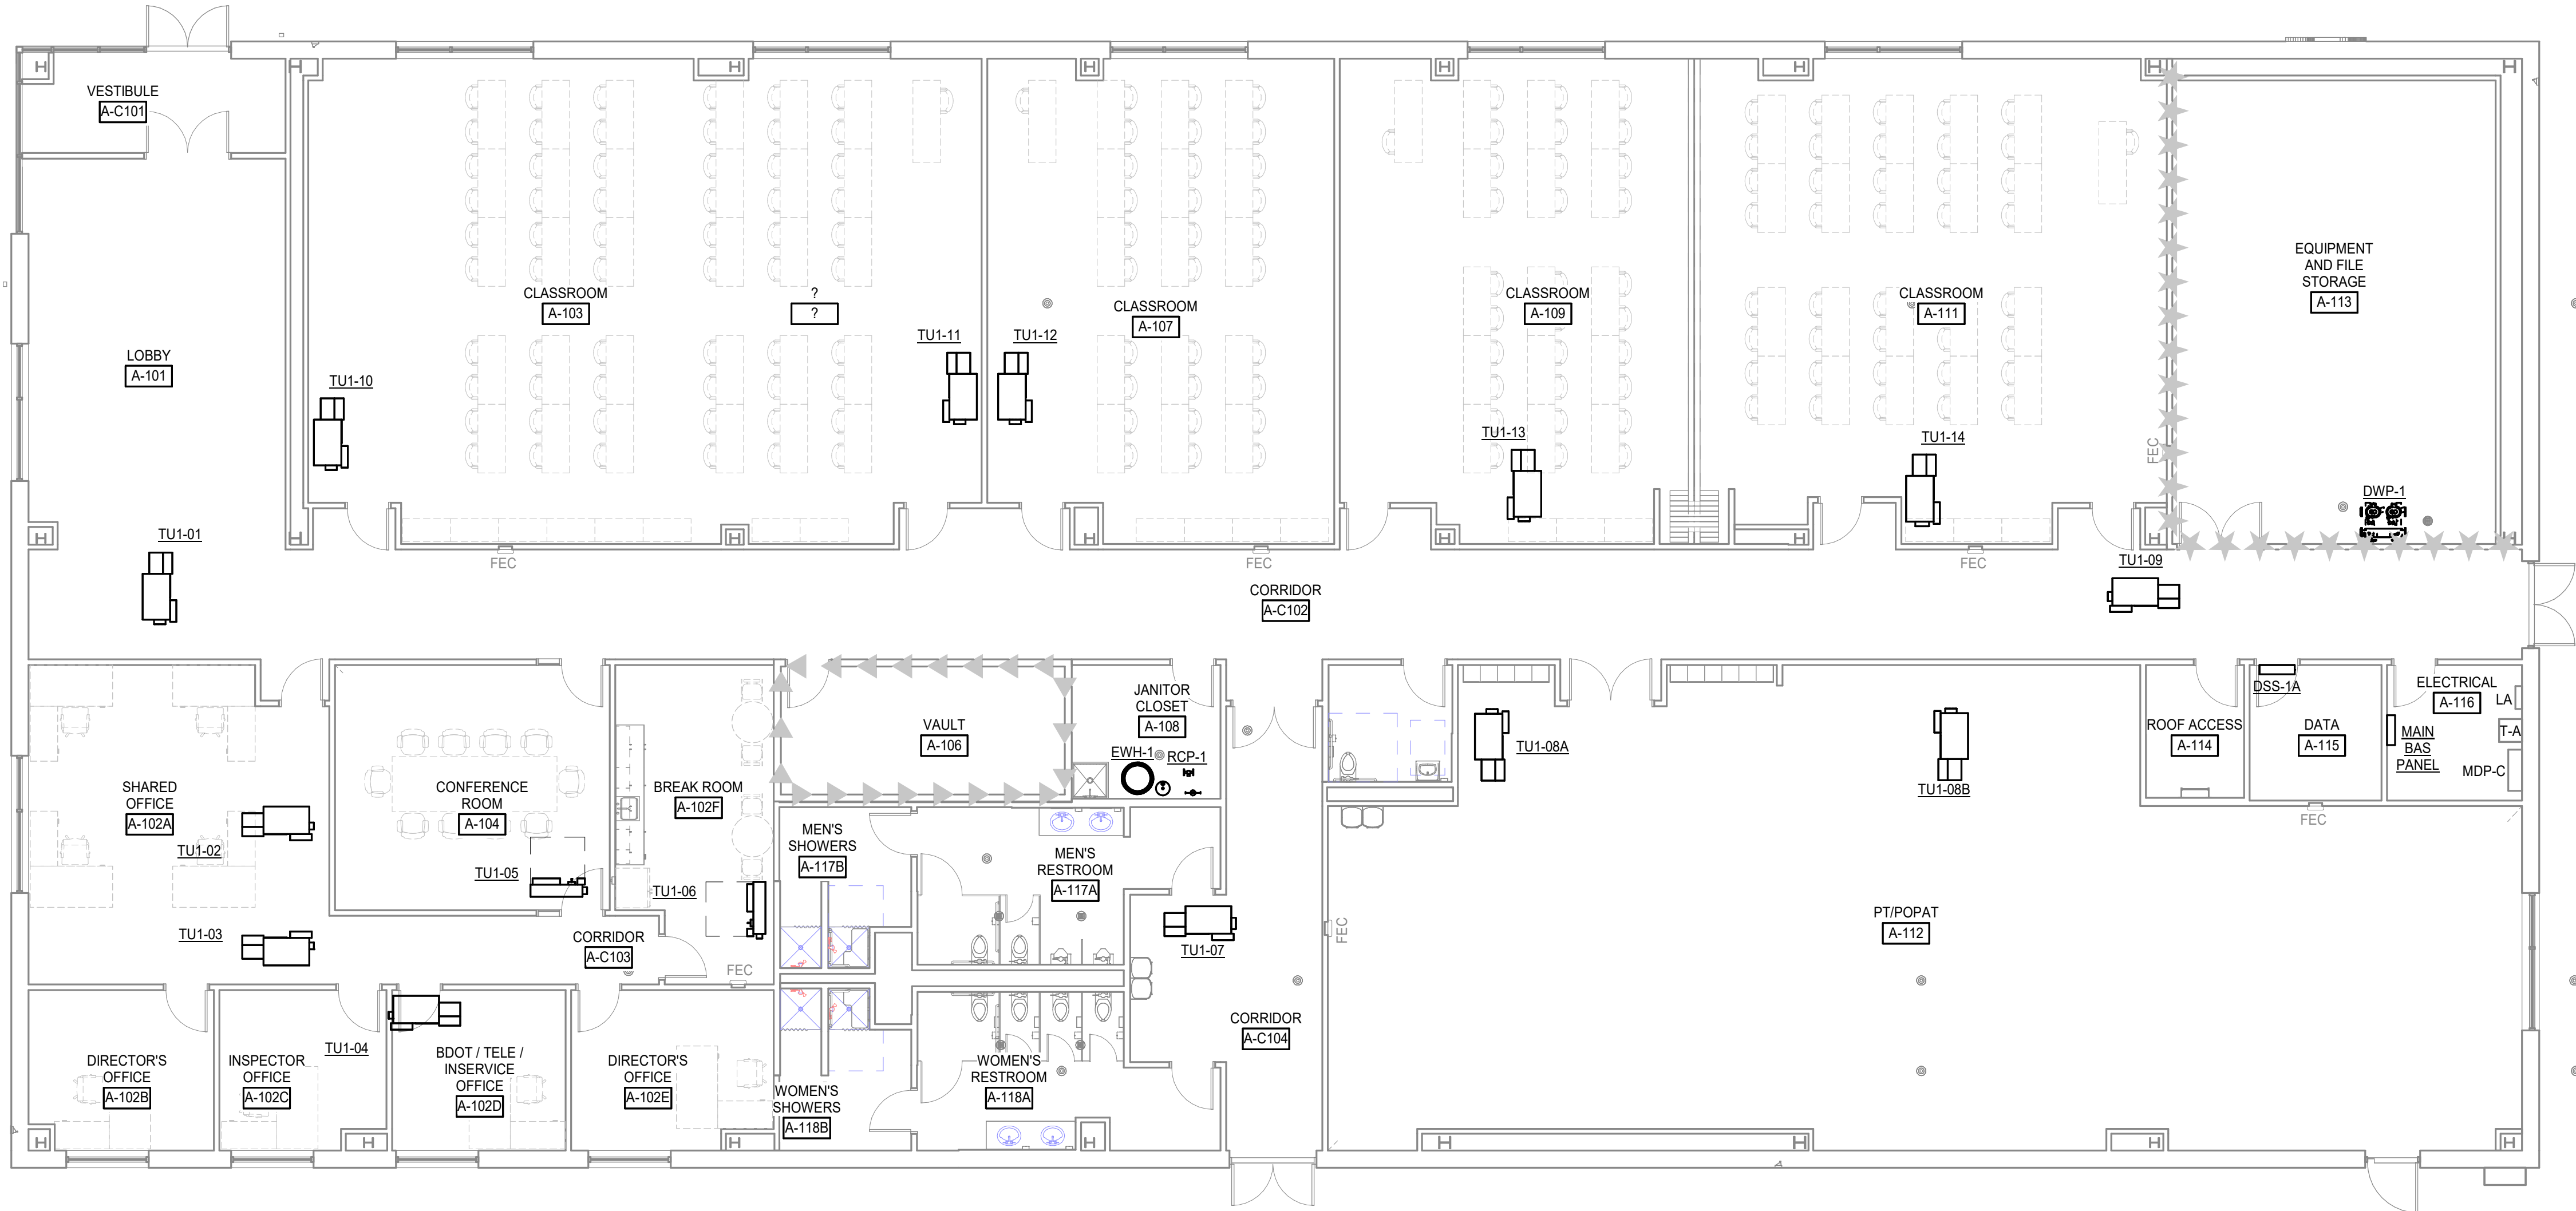 VESTIBULE
A-C101
LOBBY
A-101
TU1-01
TU1-10
CLASSROOM
A-103
?
?
TU1-11
TU1-12
CLASSROOM
A-107
CLASSROOM
A-109
TU1-13
CLASSROOM
A-111
TU1-14
FEC
EQUIPMENT
AND FILE
STORAGE
A-113
DWP-1
FEC
FEC
FEC
TU1-09
CORRIDOR
A-C102
SHARED
OFFICE
A-102A
TU1-02
TU1-03
CONFERENCE
ROOM
A-104
TU1-05
BREAK ROOM
A-102F
TU1-06
CORRIDOR
A-C103
FEC
VAULT
A-106
JANITOR
CLOSET
A-108
EWH-1
RCP-1
MEN'S
SHOWERS
A-117B
MEN'S
RESTROOM
A-117A
TU1-07
TU1-08A
TU1-08B
ROOF ACCESS
A-114
DSS-1A
DATA
A-115
ELECTRICAL
A-116
LA
T-A
MDP-C
MAIN
BAS
PANEL
FEC
FEC
PT/POPAT
A-112
DIRECTOR'S
OFFICE
A-102B
INSPECTOR
OFFICE
A-102C
TU1-04
BDOT / TELE /
INSERVICE
OFFICE
A-102D
DIRECTOR'S
OFFICE
A-102E
WOMEN'S
SHOWERS
A-118B
WOMEN'S
RESTROOM
A-118A
CORRIDOR
A-C104